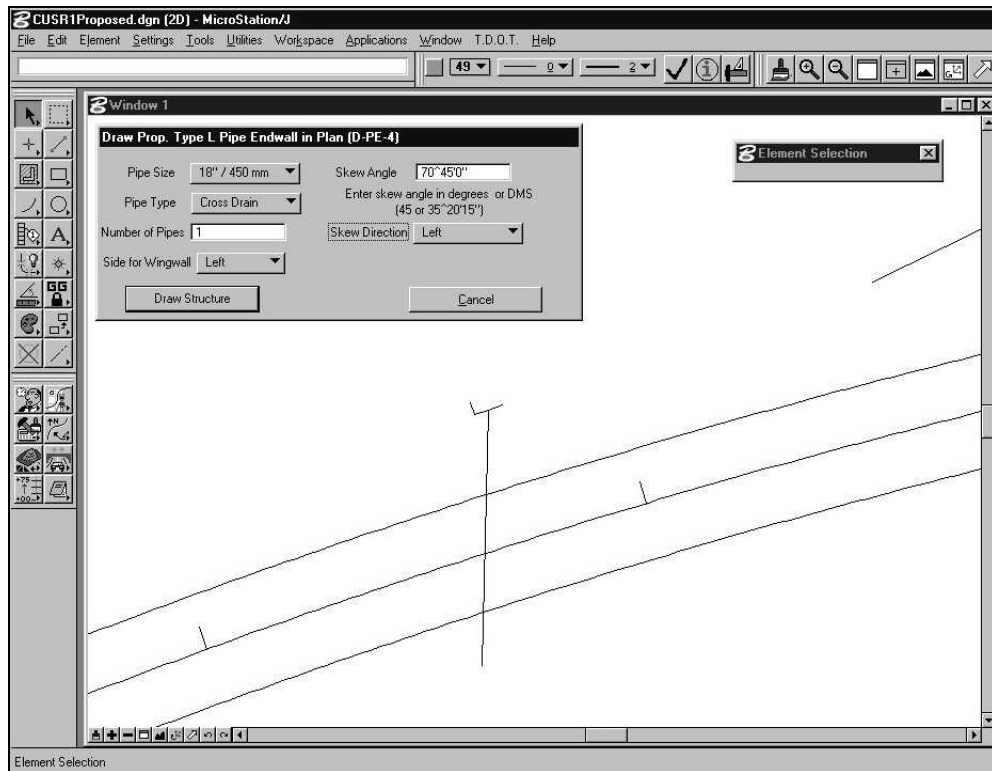 CUSR1Proposed.dgn (2D) - MicroStation/J
File Edit Element Settings Tools Utilities Workspace Applications Window T.D.O.T. Help
49 0 2
Window 1
Element Selection
Draw Prop. Type L Pipe Endwall in Plan (D-PE-4)
Pipe Size 18" / 450 mm
Skew Angle 70^45'0"
Enter skew angle in degrees or DMS
(45 or 35^20'15")
Pipe Type Cross Drain
Number of Pipes 1
Skew Direction Left
Side for Wingwall Left
Draw Structure
Cancel
A
GG
+75
+00
Element Selection